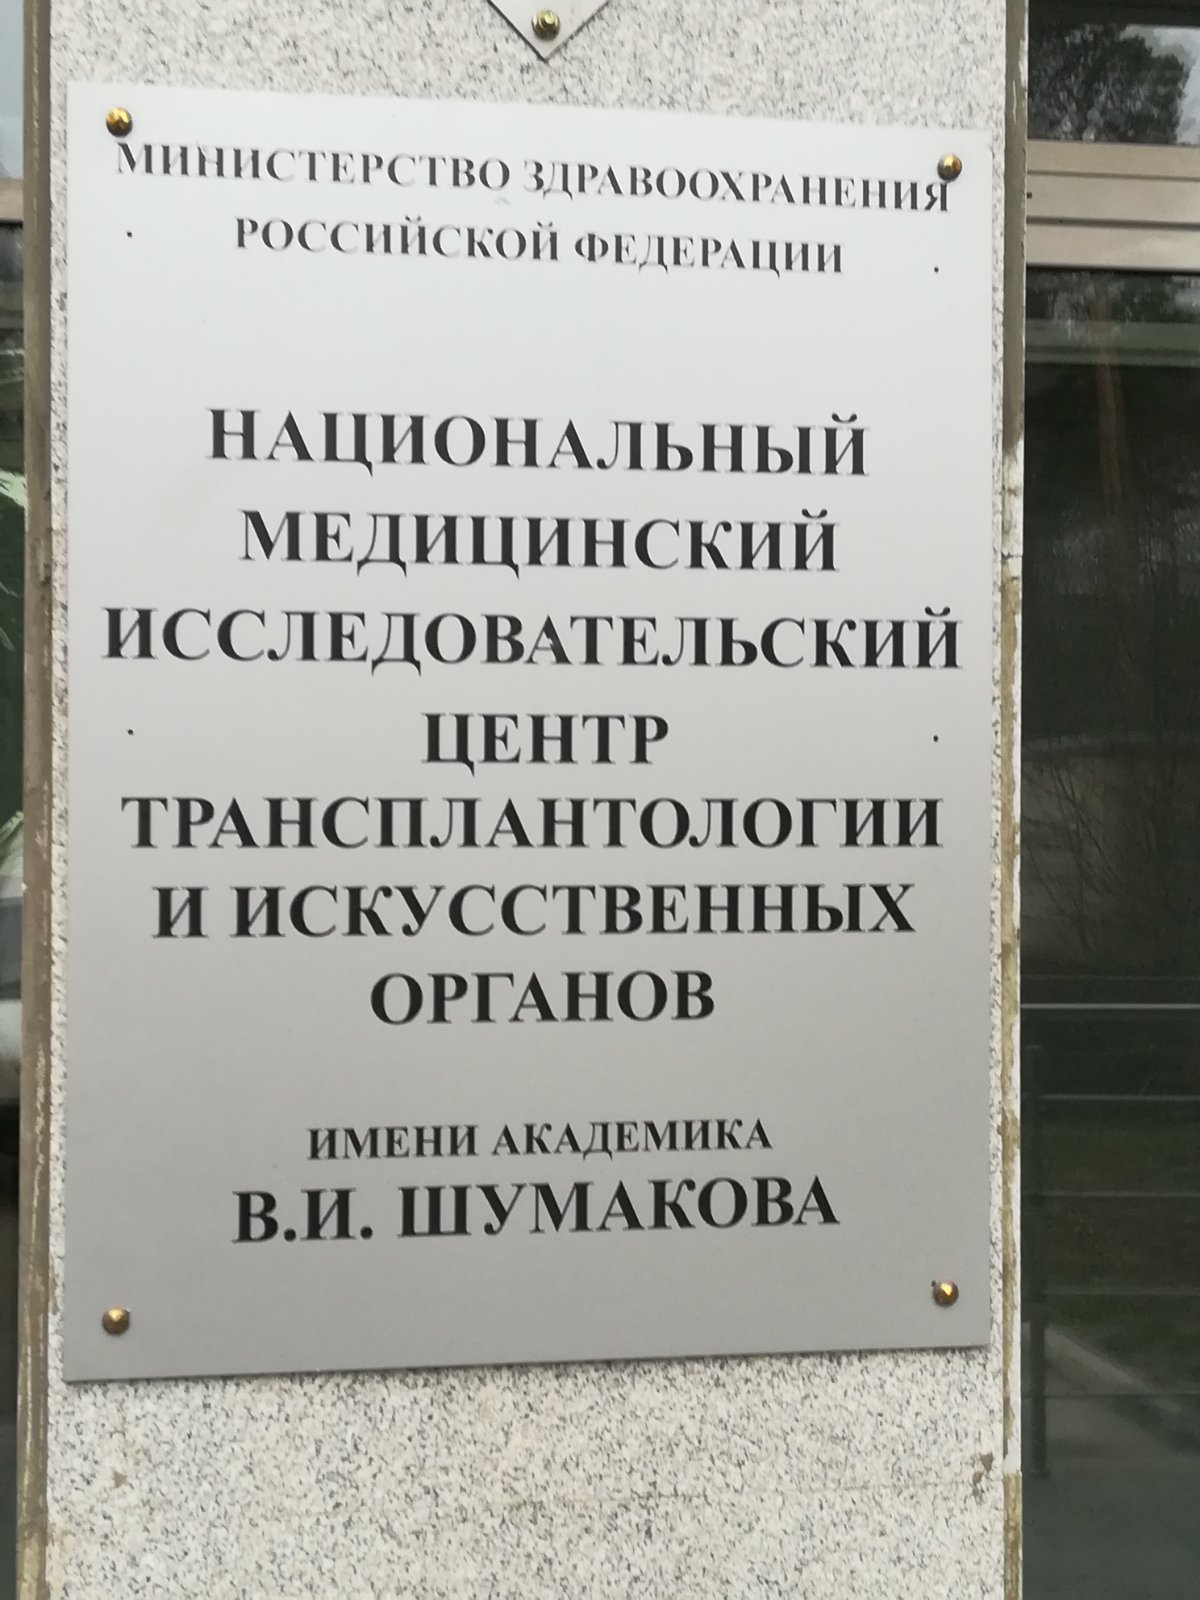 МИНИСТЕРСТВО ЗДРАВООХРАНЕНИЯ
РОССИЙСКОЙ ФЕДЕРАЦИИ
НАЦИОНАЛЬНЫЙ
МЕДИЦИНСКИЙ
ИССЛЕДОВАТЕЛЬСКИЙ
ЦЕНТР
ТРАНСПЛАНТОЛОГИИ
И ИСКУССТВЕННЫХ
ОРГАНОВ
ИМЕНИ АКАДЕМИКА
В.И. ШУМАКОВА